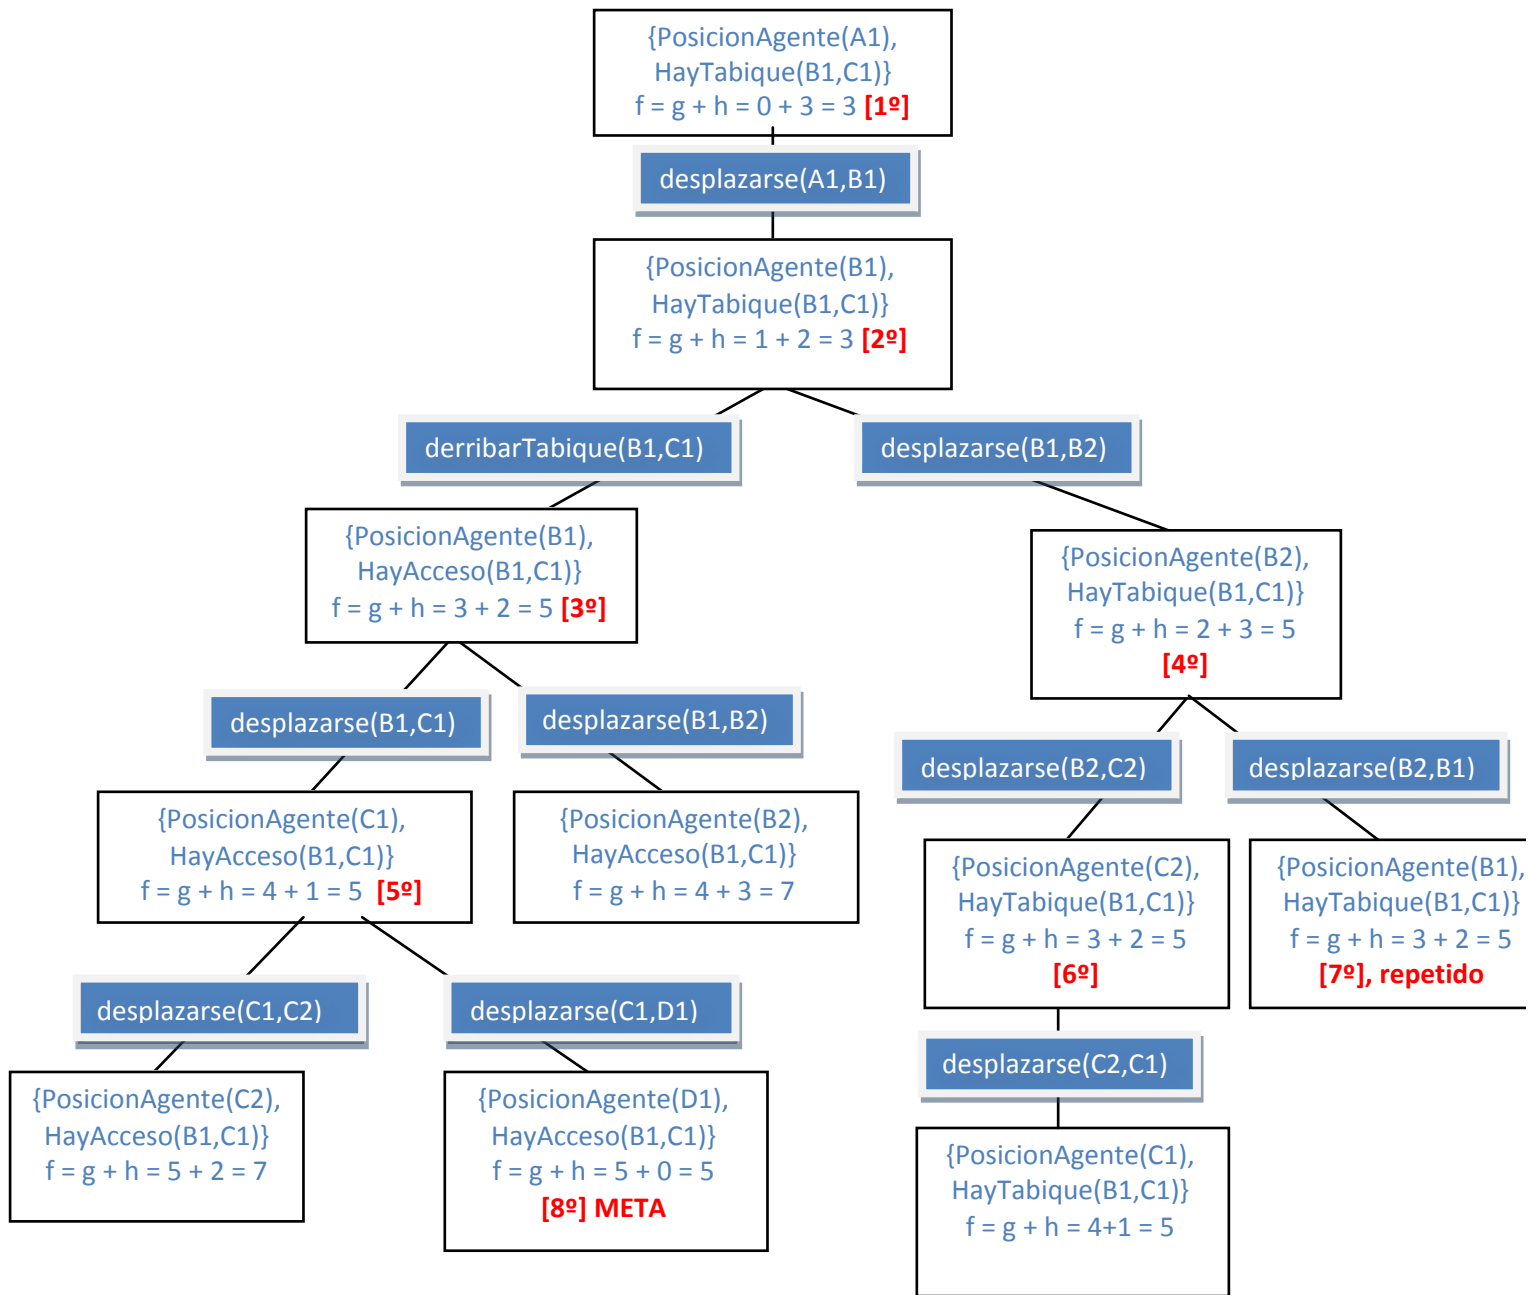 {PosicionAgente(A1),
HayTabique(B1,C1)}
f = g + h = 0 + 3 = 3 [1º]
desplazarse(A1,B1)
{PosicionAgente(B1),
HayTabique(B1,C1)}
f = g + h = 1 + 2 = 3 [2º]
derribarTabique(B1,C1)
desplazarse(B1,B2)
{PosicionAgente(B1),
HayAcceso(B1,C1)}
f = g + h = 3 + 2 = 5 [3º]
{PosicionAgente(B2),
HayTabique(B1,C1)}
f = g + h = 2 + 3 = 5
[4º]
desplazarse(B1,C1)
desplazarse(B1,B2)
desplazarse(B2,C2)
desplazarse(B2,B1)
{PosicionAgente(C1),
HayAcceso(B1,C1)}
f = g + h = 4 + 1 = 5 [5º]
{PosicionAgente(B2),
HayAcceso(B1,C1)}
f = g + h = 4 + 3 = 7
{PosicionAgente(C2),
HayTabique(B1,C1)}
f = g + h = 3 + 2 = 5
[6º]
{PosicionAgente(B1),
HayTabique(B1,C1)}
f = g + h = 3 + 2 = 5
[7º], repetido
desplazarse(C1,C2)
desplazarse(C1,D1)
desplazarse(C2,C1)
{PosicionAgente(C2),
HayAcceso(B1,C1)}
f = g + h = 5 + 2 = 7
{PosicionAgente(D1),
HayAcceso(B1,C1)}
f = g + h = 5 + 0 = 5
[8º] META
{PosicionAgente(C1),
HayTabique(B1,C1)}
f = g + h = 4+1 = 5